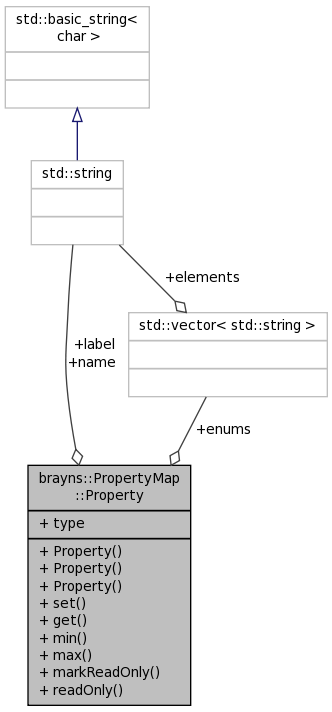 std::basic_string<
char >
std::string
+elements
std::vector< std::string >
+label
+name
+enums
brayns::PropertyMap
::Property
+ type
+ Property()
+ Property()
+ Property()
+ set()
+ get()
+ min()
+ max()
+ markReadOnly()
+ readOnly()